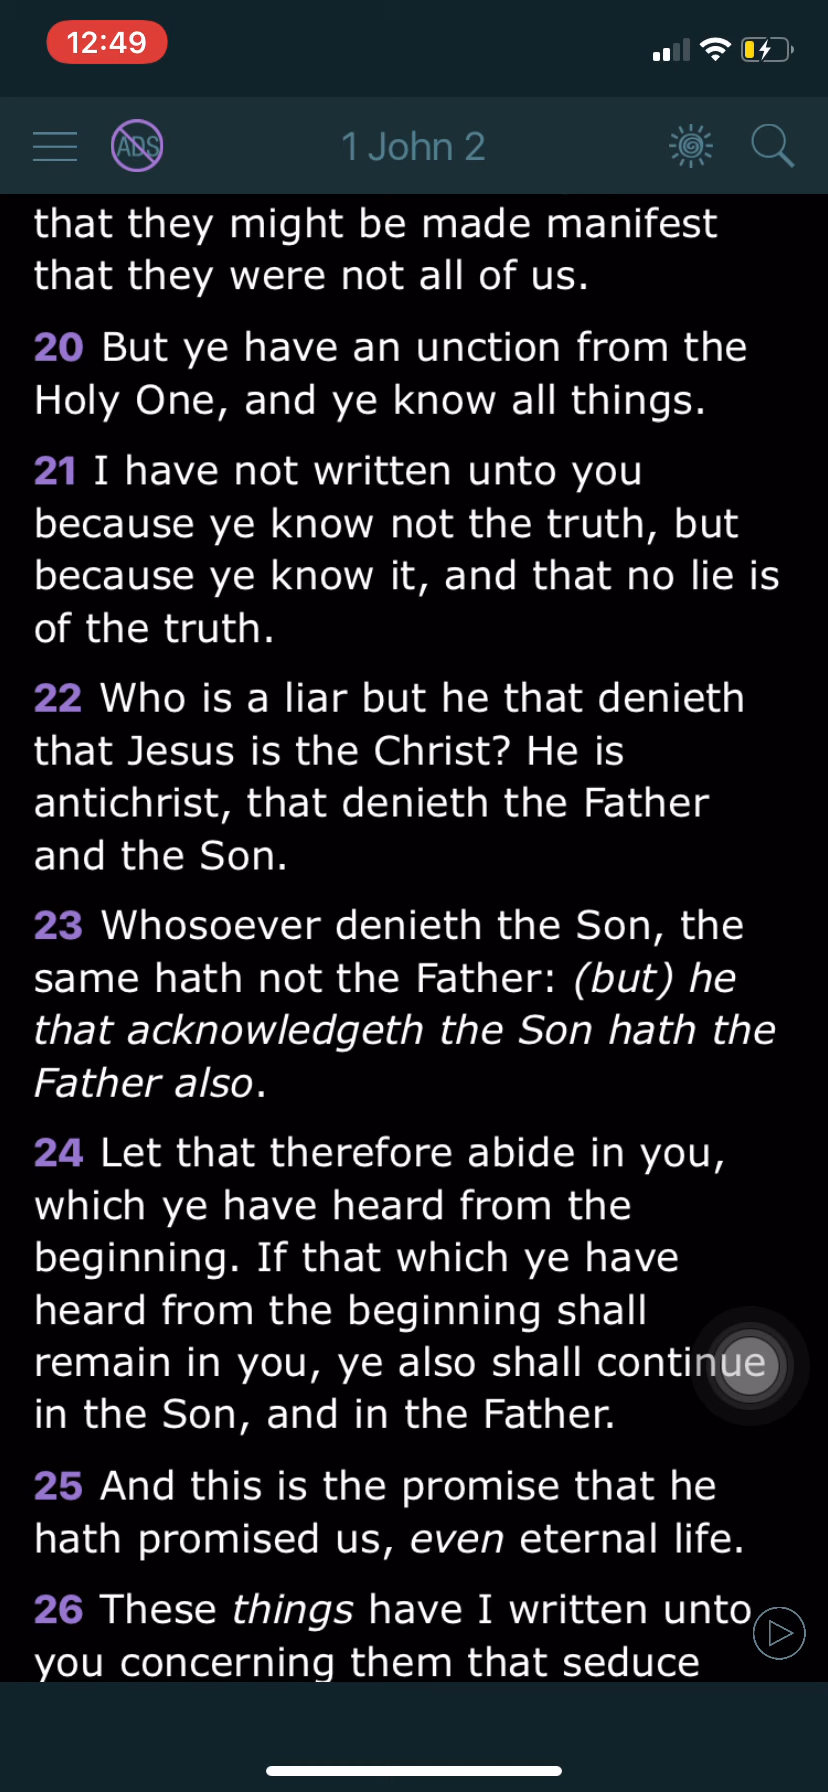 12:49
ADS
1 John 2
that they might be made manifest
that they were not all of us.
20 But ye have an unction from the
Holy One, and ye know all things.
21 I have not written unto you
because ye know not the truth, but
because ye know it, and that no lie is
of the truth.
22 Who is a liar but he that denieth
that Jesus is the Christ? He is
antichrist, that denieth the Father
and the Son.
23 Whosoever denieth the Son, the
same hath not the Father: (but) he
that acknowledgeth the Son hath the
Father also.
24 Let that therefore abide in you,
which ye have heard from the
beginning. If that which ye have
heard from the beginning shall
remain in you, ye also shall continue
in the Son, and in the Father.
25 And this is the promise that he
hath promised us, even eternal life.
26 These things have I written unto
you concerning them that seduce